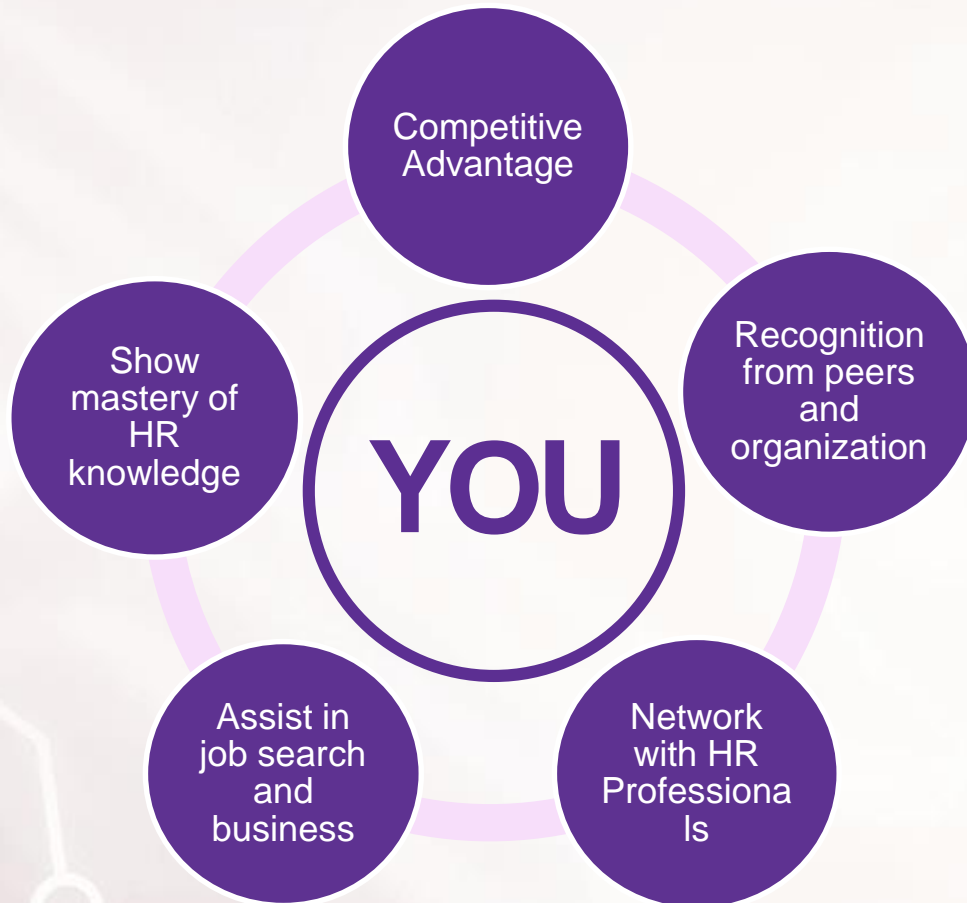 Competitive
Advantage
Recognition
from peers
and
organization
Network
with HR
Professiona
ls
Assist in
job search
and
business
Show
mastery of
HR
knowledge
YOU